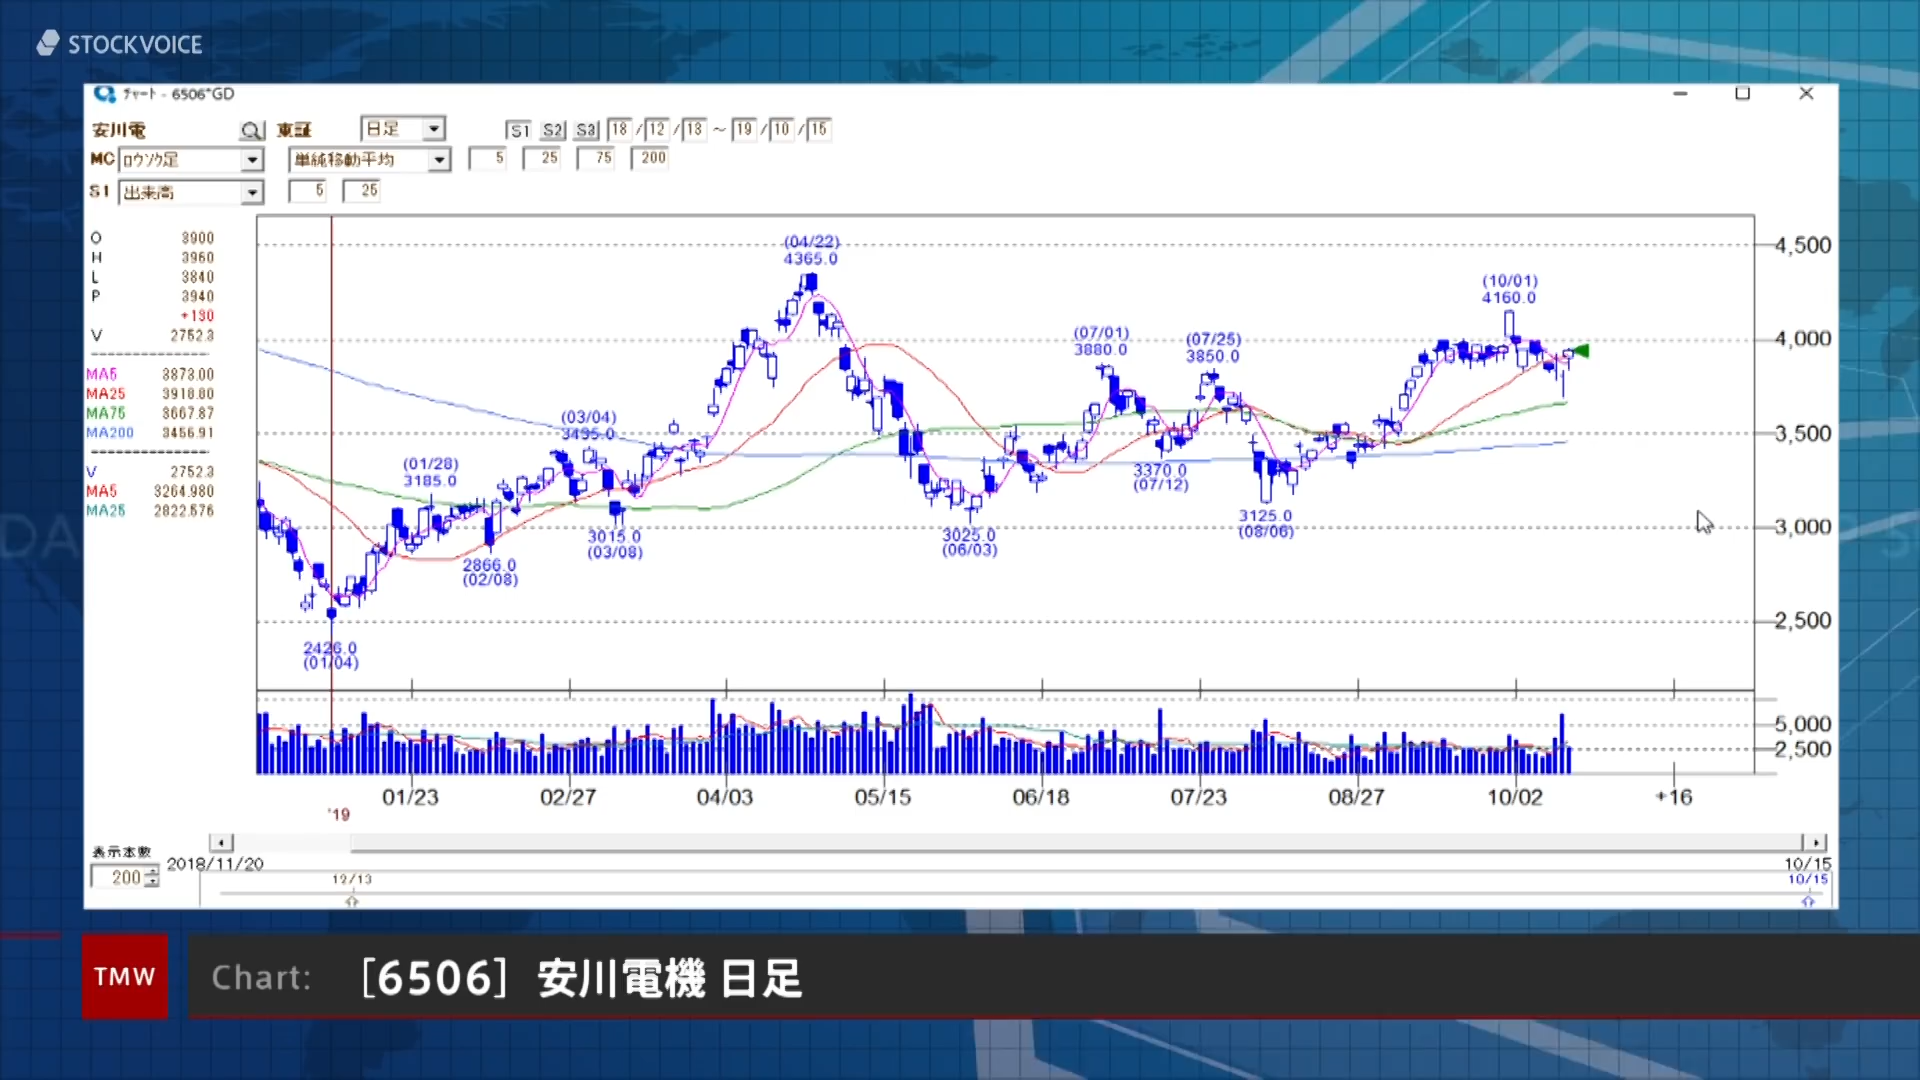 STOCKVOICE
チャート - 6506*GD
安川電 東証 日足 S1 S2 S3 18 / 12 / 13 ～ 19 / 10 / 15
MC ロウソク足 単純移動平均 5 25 75 200
S1 出来高 5 25
O 3900
H 3960
L 3840
P 3940
+130
V 2752.3
MA5 3873.00
MA25 3918.80
MA75 3667.87
MA200 3456.91
V 2752.3
MA5 3264.980
MA25 2822.576
(04/22)
4365.0
(10/01)
4160.0
(07/01)
3880.0
(07/25)
3850.0
(03/04)
3495.0
(01/28)
3185.0
3370.0
(07/12)
3125.0
(08/06)
3015.0
(03/08)
3025.0
(06/03)
2866.0
(02/08)
2426.0
(01/04)
4,500
4,000
3,500
3,000
2,500
5,000
2,500
01/23 02/27 04/03 05/15 06/18 07/23 08/27 10/02 +16
'19
表示本数
200
2018/11/20 10/15
12/13 10/15
TMW Chart: [6506] 安川電機 日足